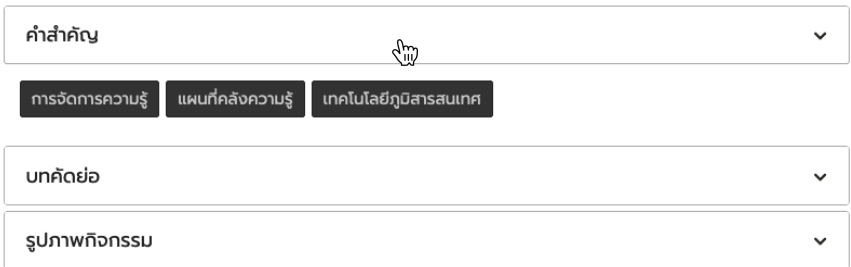 คำสำคัญ
การจัดการความรู้ แผนที่คลังความรู้ เทคโนโลยีภูมิสารสนเทศ
บทคัดย่อ
รูปภาพกิจกรรม